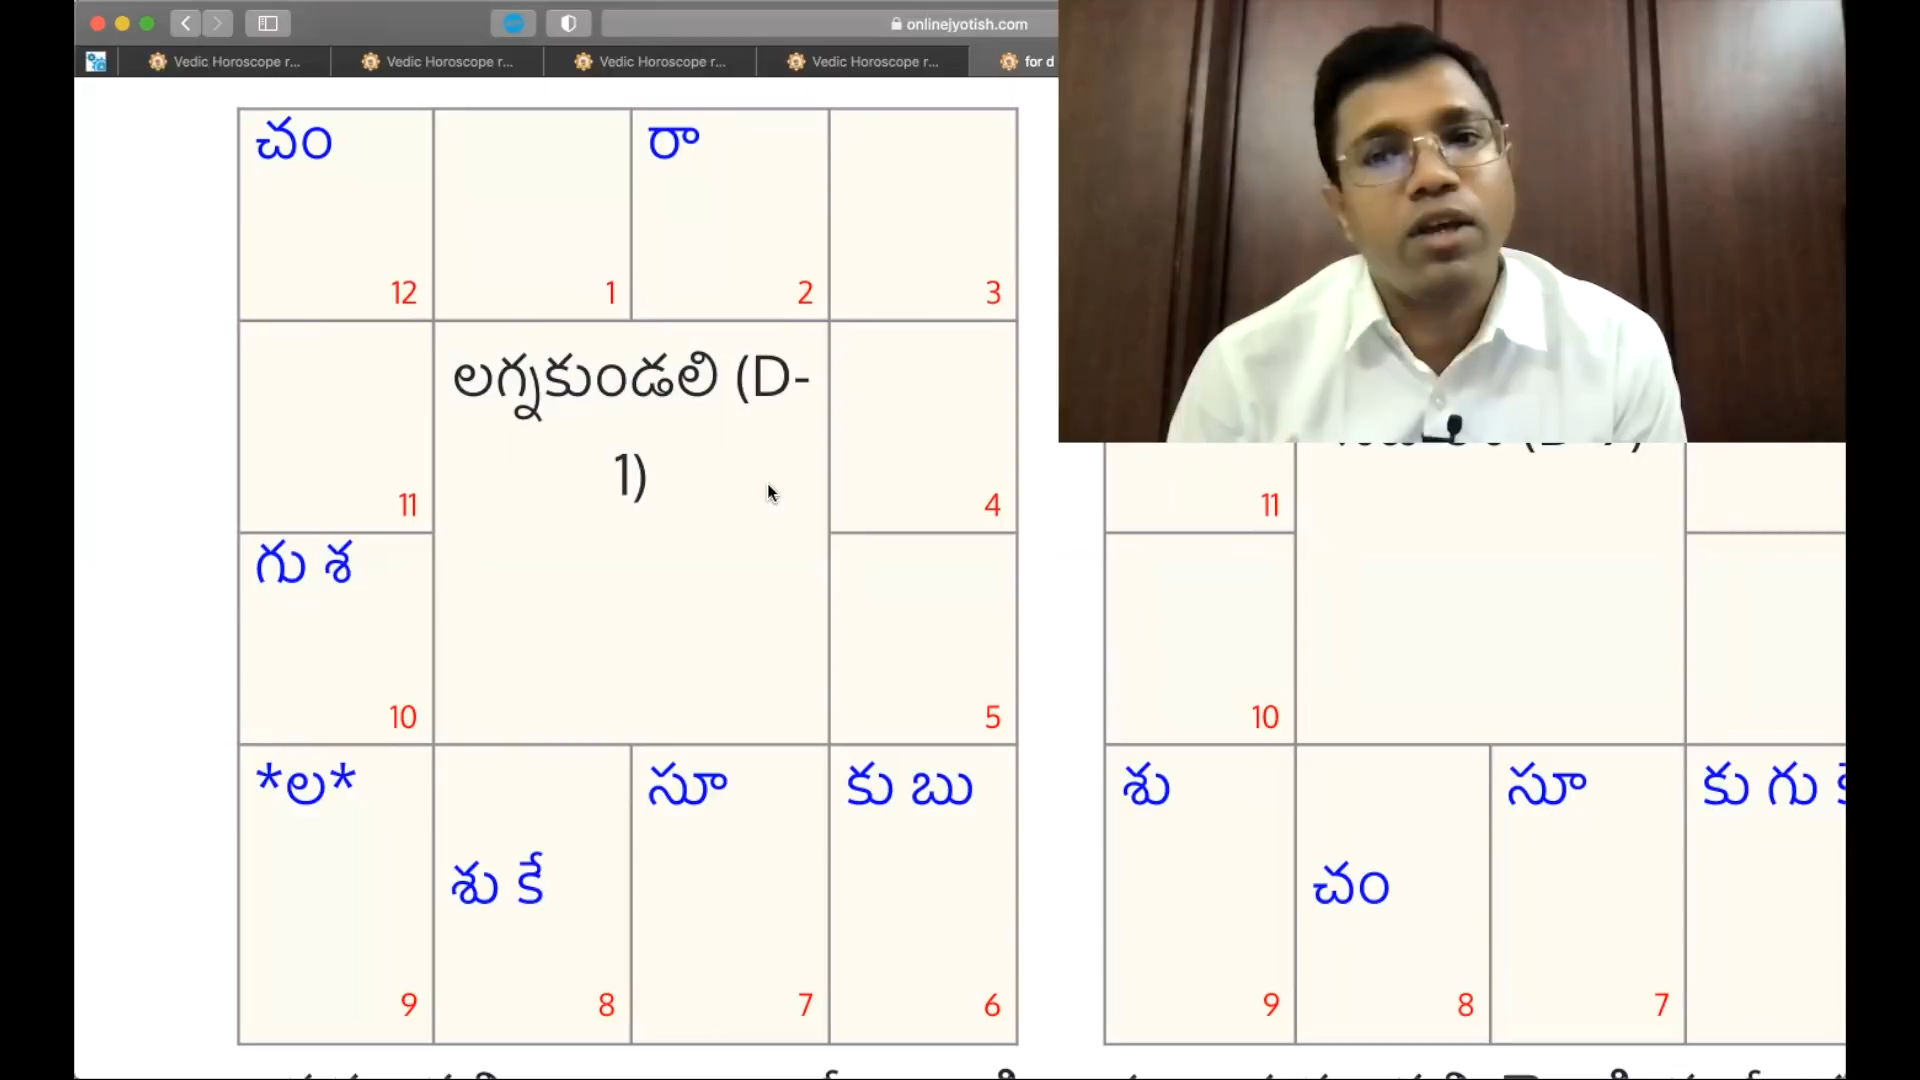 onlinejyotish.com
Vedic Horoscope r...
Vedic Horoscope r...
Vedic Horoscope r...
Vedic Horoscope r...
for d
చం
12
1
రా
2
3
11
లగ్నకుండలి (D-
1)
4
గు శ
10
5
*ల*
9
శు కే
8
సూ
7
కు బు
6
11
10
శు
9
చం
8
సూ
7
కు గు